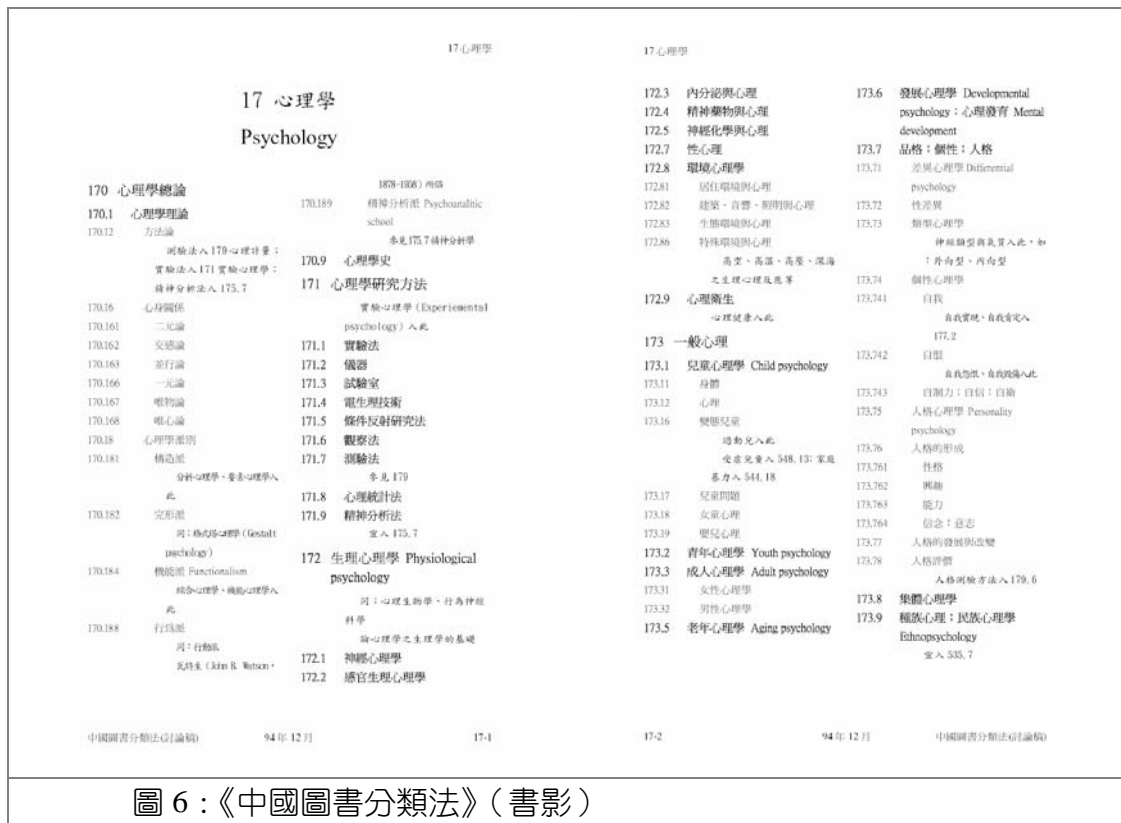 17 心理學
17 心理學
Psychology
170 心理學總論
170.1 心理學理論
170.12 方法論
測驗法入 179 心理計量；
實驗法入 171 實驗心理學；
精神分析法入 175.7
170.16 心身關係
170.161 二元論
170.162 交感論
170.163 並行論
170.166 一元論
170.167 唯物論
170.168 唯心論
170.18 心理學派別
170.181 構造派
分析心理學、要素心理學入
此
170.182 完形派
同：格式塔心理學 (Gestalt
psychology)
170.184 機能派 Functionalism
綜合心理學、機能心理學入
此
170.188 行為派
同：行動派
瓦特生 (John B. Watson,
1878-1958) 所倡
170.189 精神分析派 Psychoanalitic
school
參見 175.7 精神分析學
170.9 心理學史
171 心理學研究方法
實驗心理學 (Experiemental
psychology) 入此
171.1 實驗法
171.2 儀器
171.3 試驗室
171.4 電生理技術
171.5 條件反射研究法
171.6 觀察法
171.7 測驗法
參見 179
171.8 心理統計法
171.9 精神分析法
宜入 175.7
172 生理心理學 Physiological
psychology
同：心理生物學、行為神經
科學
論心理學之生理學的基礎
172.1 神經心理學
172.2 感官生理心理學
中國圖書分類法(討論稿) 94 年 12 月 17-1
17 心理學
172.3 內分泌與心理
172.4 精神藥物與心理
172.5 神經化學與心理
172.7 性心理
172.8 環境心理學
172.81 居住環境與心理
172.82 建築、音響、照明與心理
172.83 生態環境與心理
172.86 特殊環境與心理
高空、高溫、高壓、深海
之生理心理反應等
172.9 心理衛生
心理健康入此
173 一般心理
173.1 兒童心理學 Child psychology
173.11 身體
173.12 心理
173.16 變態兒童
過動兒入此
受虐兒童入 548.13；家庭
暴力入 544.18
173.17 兒童問題
173.18 女童心理
173.19 嬰兒心理
173.2 青年心理學 Youth psychology
173.3 成人心理學 Adult psychology
173.31 女性心理學
173.32 男性心理學
173.5 老年心理學 Aging psychology
173.6 發展心理學 Developmental
psychology；心理發育 Mental
development
173.7 品格；個性；人格
173.71 差異心理學 Differential
psychology
173.72 性差異
173.73 類型心理學
神經類型與氣質入此，如
：外向型、內向型
173.74 個性心理學
173.741 自我
自我實現、自我肯定入
177.2
173.742 自恨
自我怨恨、自我毀傷入此
173.743 自制力；自信；自衛
173.75 人格心理學 Personality
psychology
173.76 人格的形成
173.761 性格
173.762 興趣
173.763 能力
173.764 信念；意志
173.77 人格的發展與改變
173.78 人格評價
人格測驗方法入 179.6
173.8 集體心理學
173.9 種族心理；民族心理學
Ethnopsychology
宜入 535.7
17-2 94 年 12 月 中國圖書分類法(討論稿)
圖 6：《中國圖書分類法》（書影）